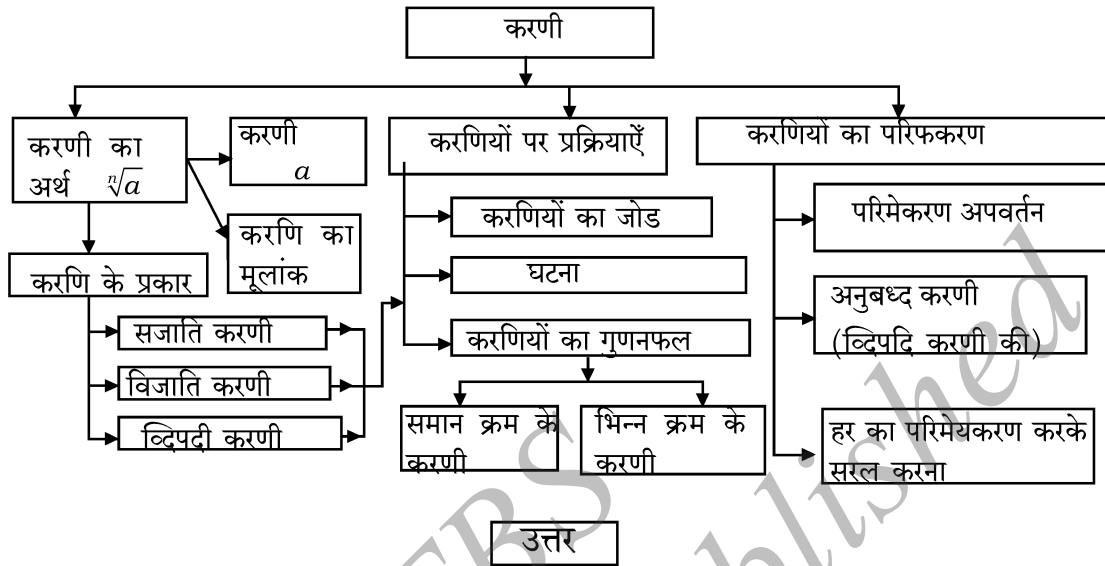 करणी
करणी का
अर्थ ⁿ√a
करणी
a
करणि का
मूलांक
करणि के प्रकार
सजाति करणी
विजाति करणी
व्दिपदी करणी
करणियों पर प्रक्रियाएँ
करणियों का जोड
घटना
करणियों का गुणनफल
समान क्रम के
करणी
भिन्न क्रम के
करणी
करणियों का परिफकरण
परिमेकरण अपवर्तन
अनुबध्द करणी
(व्दिपदि करणी की)
हर का परिमेयकरण करके
सरल करना
उत्तर